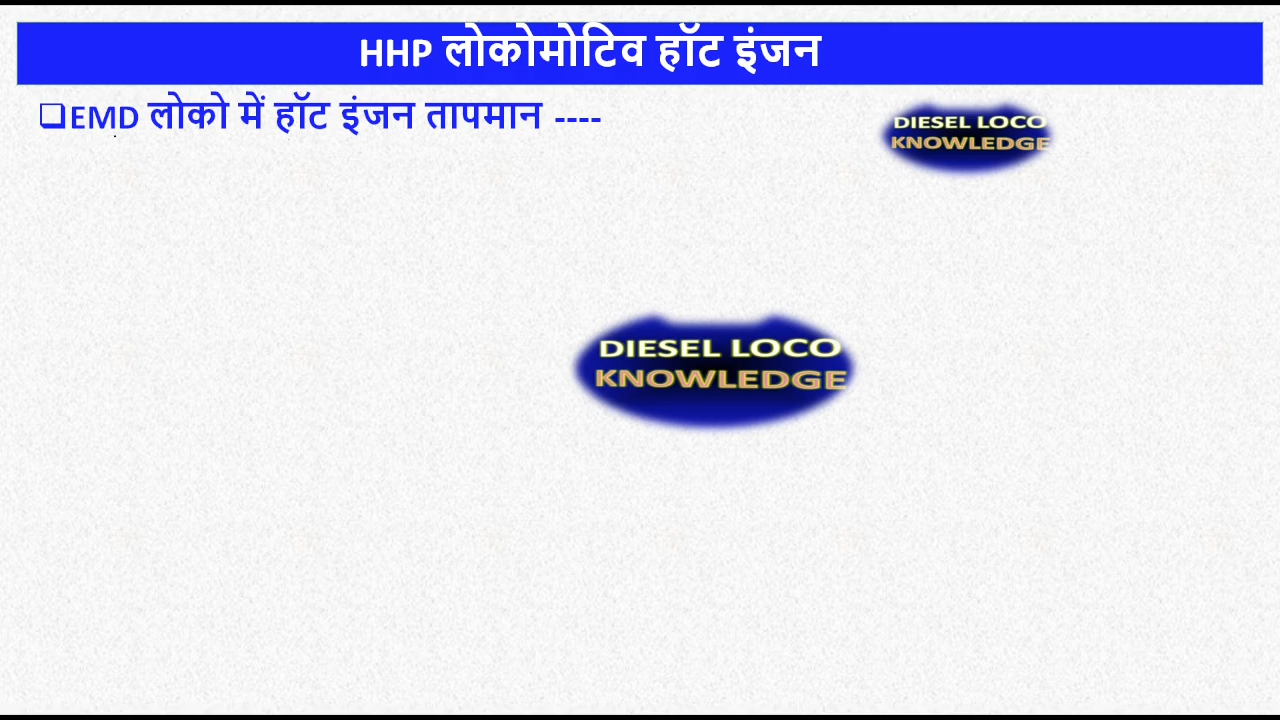 HHP लोकोमोटिव हॉट इंजन
❑EMD लोको में हॉट इंजन तापमान ----
DIESEL LOCO
KNOWLEDGE
DIESEL LOCO
KNOWLEDGE